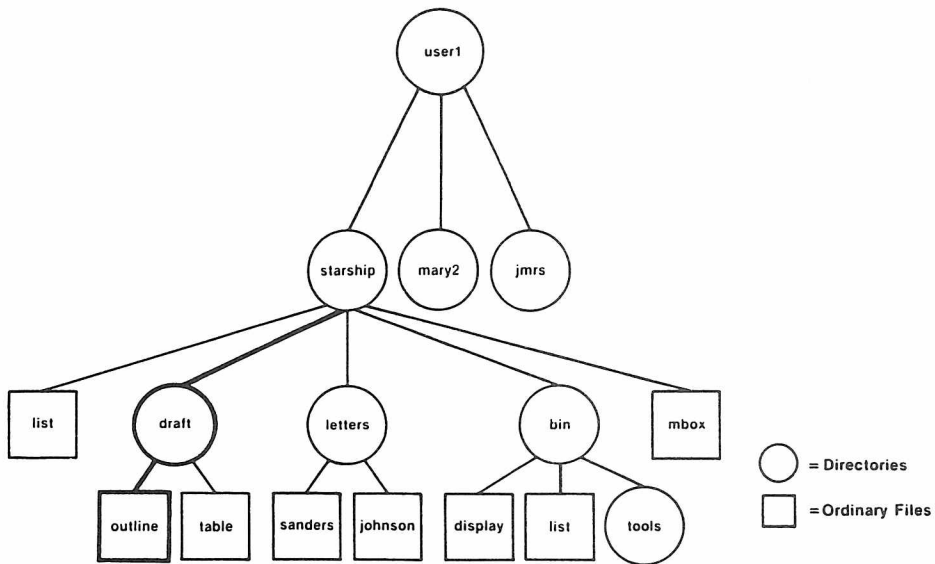 user1
starship
mary2
jmrs
list
draft
letters
bin
mbox
outline
table
sanders
johnson
display
list
tools
= Directories
= Ordinary Files